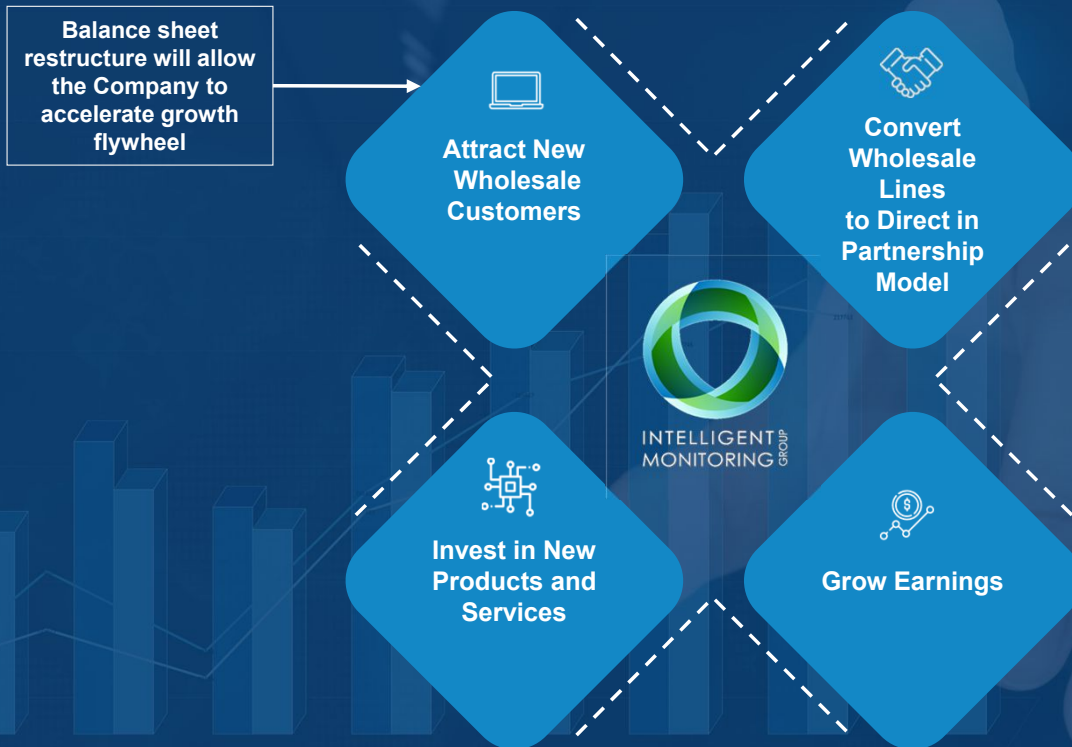 Balance sheet
restructure will allow
the Company to
accelerate growth
flywheel
Attract New
Wholesale
Customers
Convert
Wholesale
Lines
to Direct in
Partnership
Model
INTELLIGENT
MONITORING
GROUP
Invest in New
Products and
Services
$
Grow Earnings